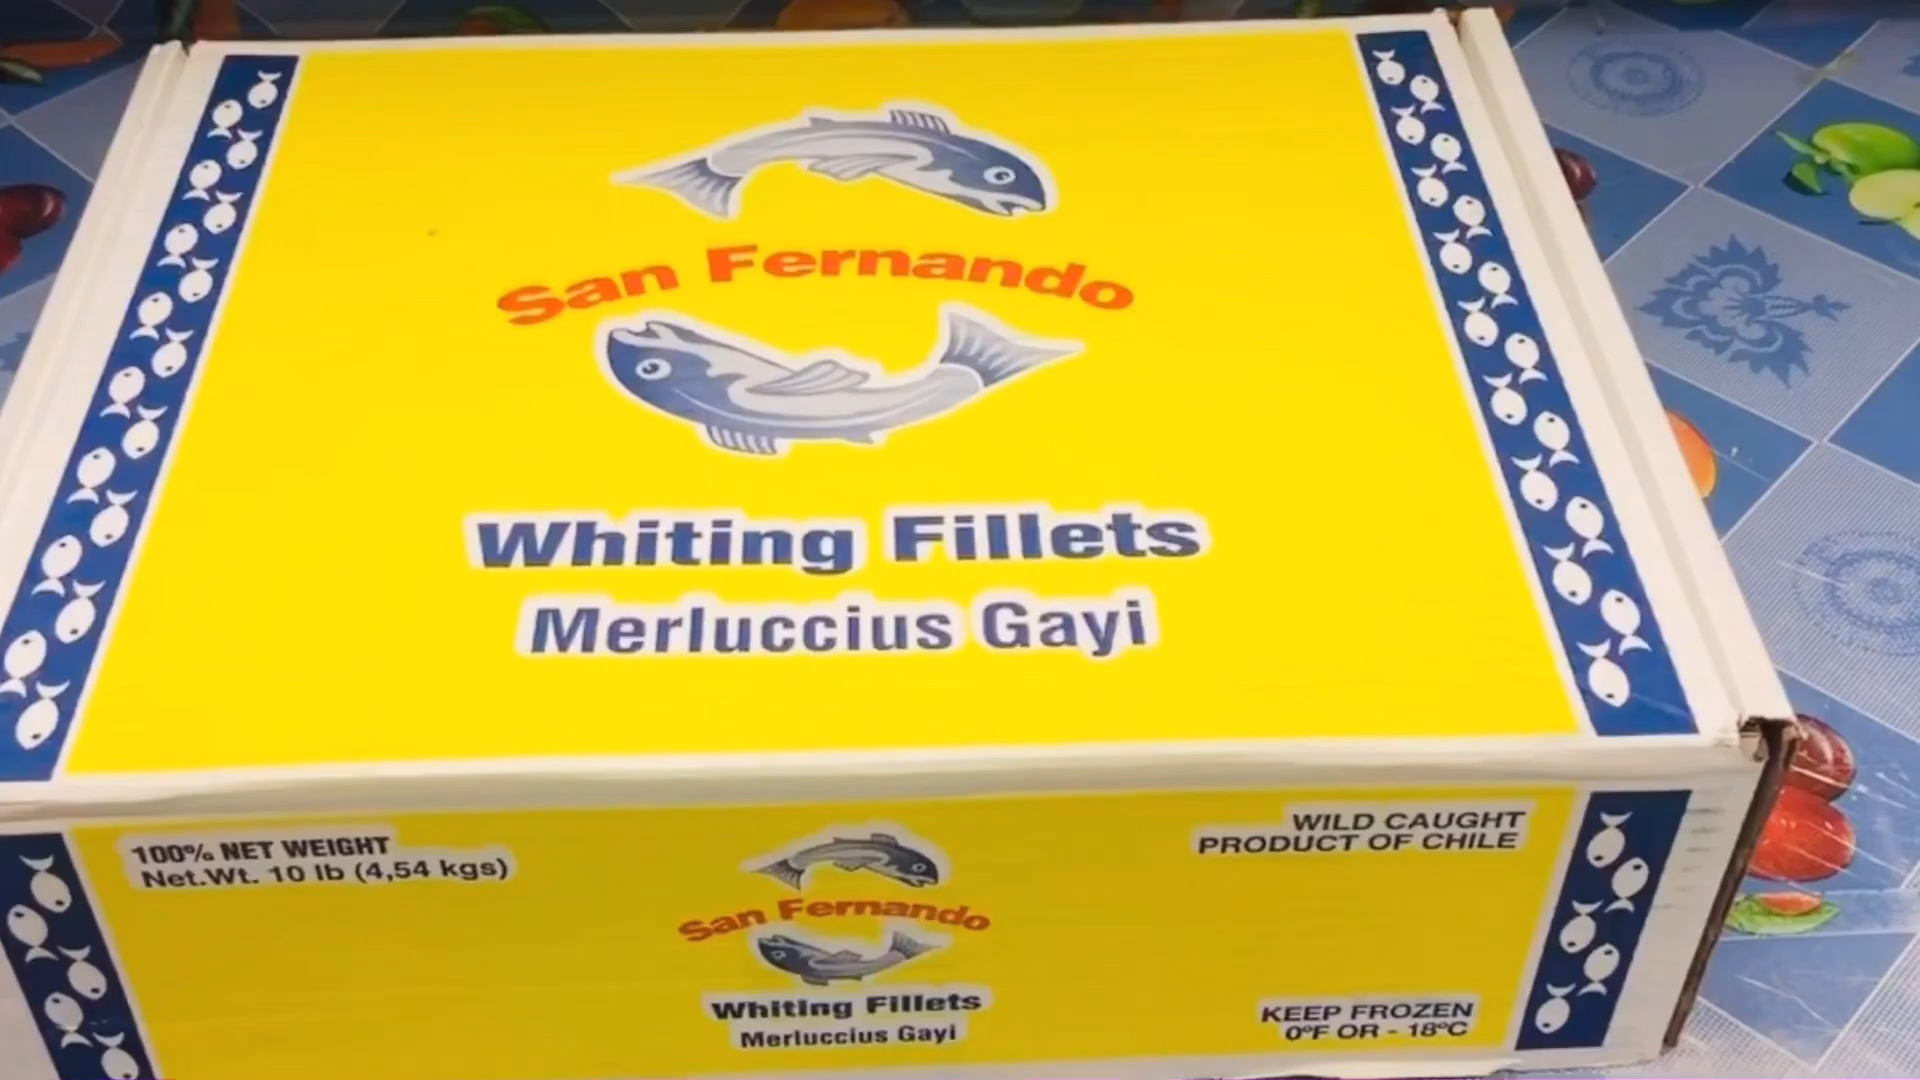 San Fernando
Whiting Fillets
Merluccius Gayi
100% NET WEIGHT
Net.Wt. 10 lb (4,54 kgs)
San Fernando
Whiting Fillets
Merluccius Gayi
WILD CAUGHT
PRODUCT OF CHILE
KEEP FROZEN
0ºF OR - 18ºC